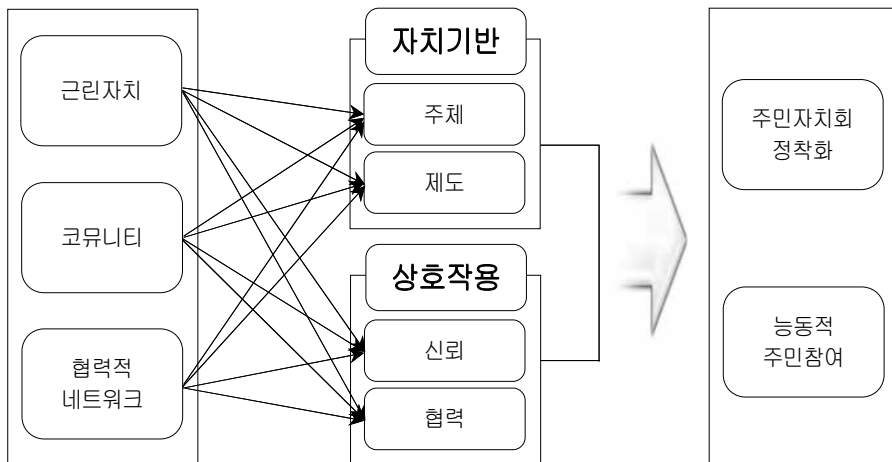 근린자치
코뮤니티
협력적
네트워크
자치기반
주체
제도
상호작용
신뢰
협력
주민자치회
정착화
능동적
주민참여